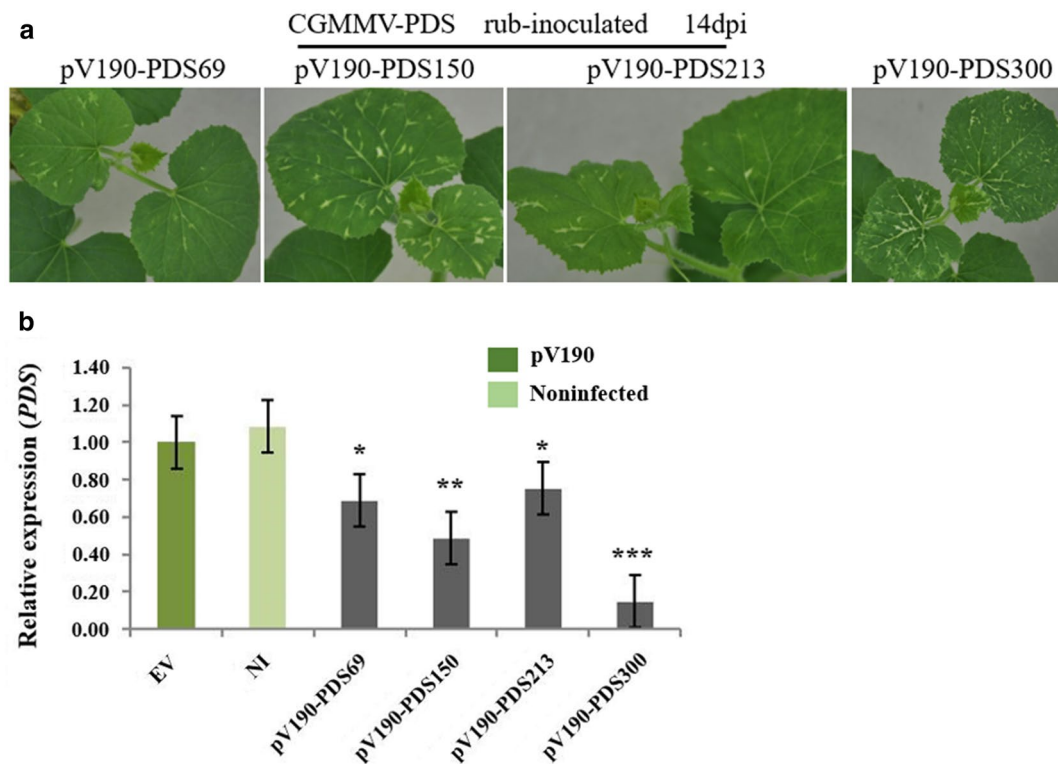 a
CGMMV-PDS rub-inoculated 14dpi
pV190-PDS69 pV190-PDS150 pV190-PDS213 pV190-PDS300
b
pV190
Noninfected
Relative expression (PDS)
1.40
1.20
1.00
0.80
0.60
0.40
0.20
0.00
* ** * ***
EV NI pV190-PDS69 pV190-PDS150 pV190-PDS213 pV190-PDS300